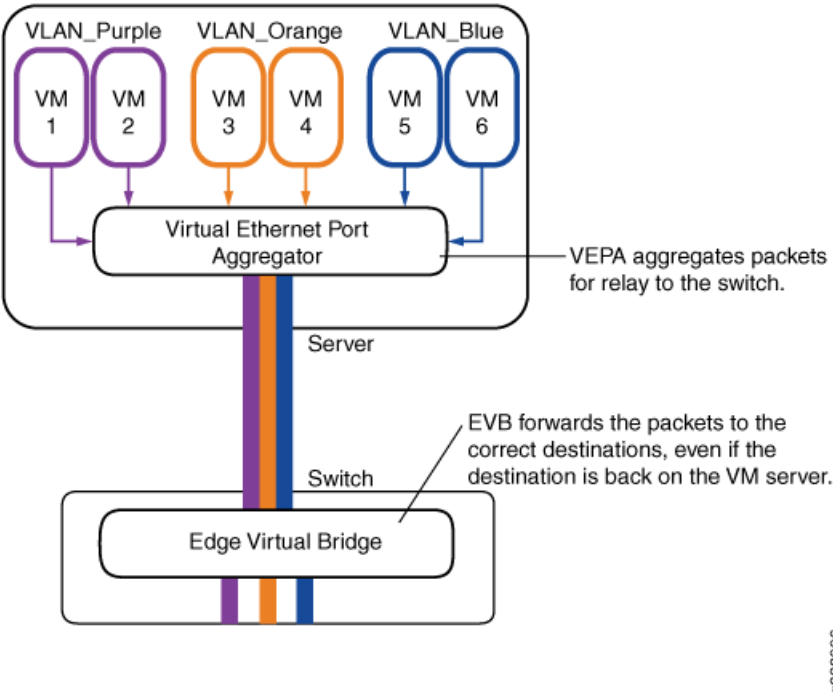 VLAN_Purple VLAN_Orange VLAN_Blue
VM 1
VM 2
VM 3
VM 4
VM 5
VM 6
Virtual Ethernet Port
Aggregator
VEPA aggregates packets
for relay to the switch.
Server
EVB forwards the packets to the
correct destinations, even if the
destination is back on the VM server.
Switch
Edge Virtual Bridge